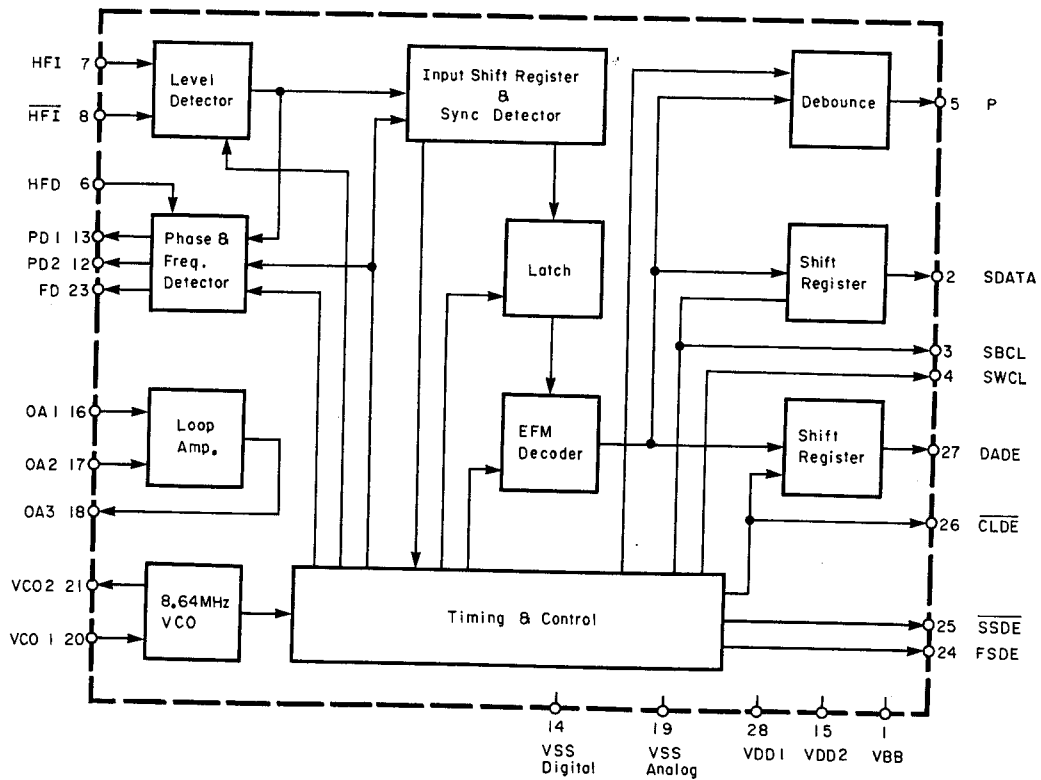 HFI 7
Level
Detector
Input Shift Register
&
Sync Detector
Debounce
5 P
HFI 8
HFD 6
PD1 13
PD2 12
FD 23
Phase &
Freq.
Detector
Latch
Shift
Register
2 SDATA
3 SBCL
4 SWCL
OA1 16
OA2 17
OA3 18
Loop
Amp.
EFM
Decoder
Shift
Register
27 DADE
26 CLDE
VCO2 21
VCO 1 20
8.64MHz
VCO
Timing & Control
25 SSDE
24 FSDE
14
VSS
Digital
19
VSS
Analog
28
VDD1
15
VDD2
1
VBB